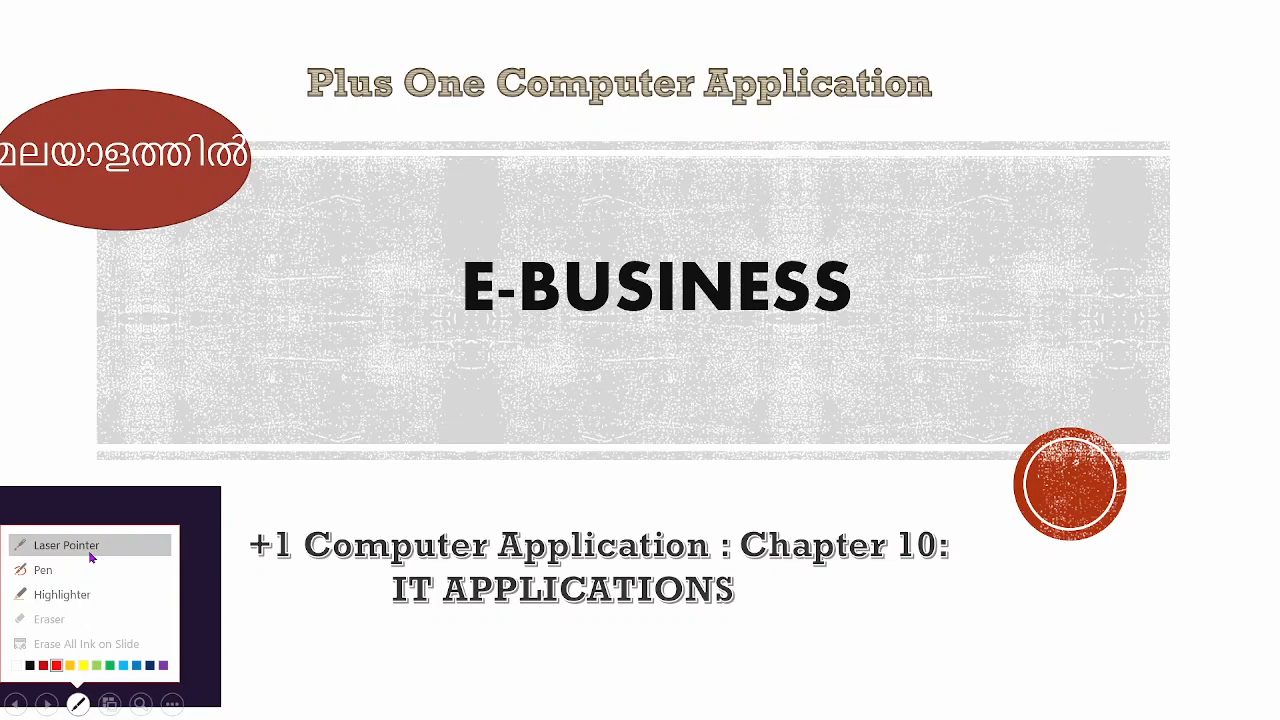 Plus One Computer Application
മലയാളത്തിൽ
E-BUSINESS
+1 Computer Application : Chapter 10:
IT APPLICATIONS
Laser Pointer
Pen
Highlighter
Eraser
Erase All Ink on Slide